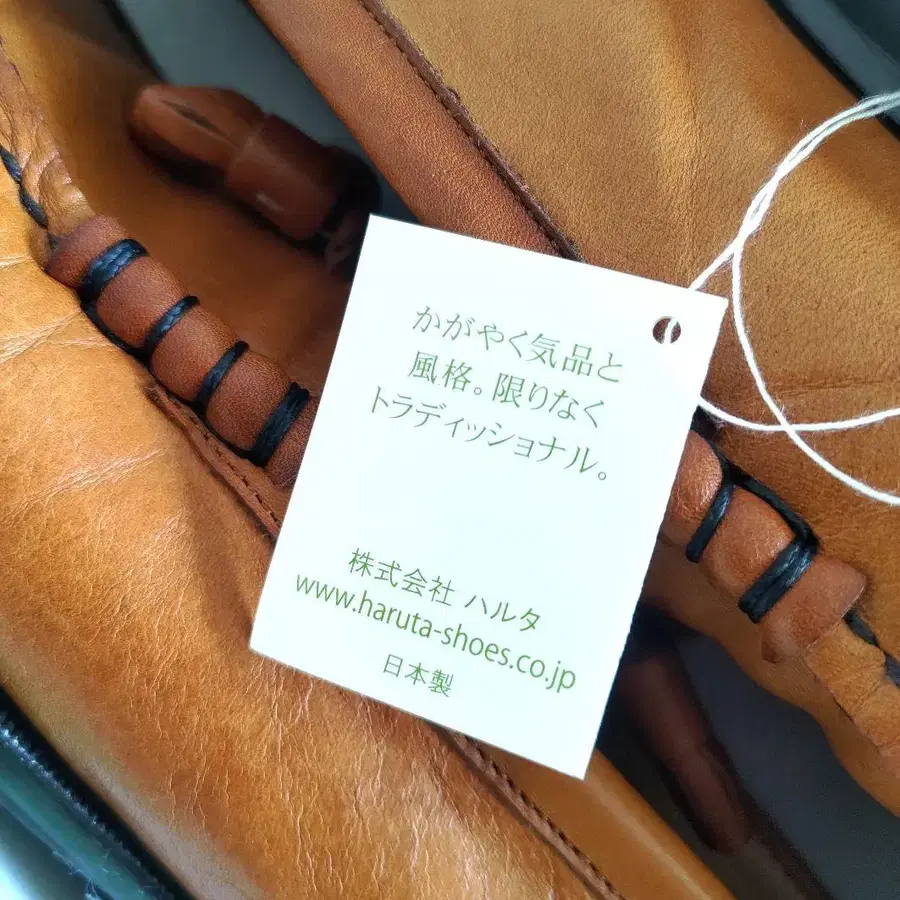 かがやく気品と
風格。限りなく
トラディッショナル。
株式会社 ハルタ
www.haruta-shoes.co.jp
日本製